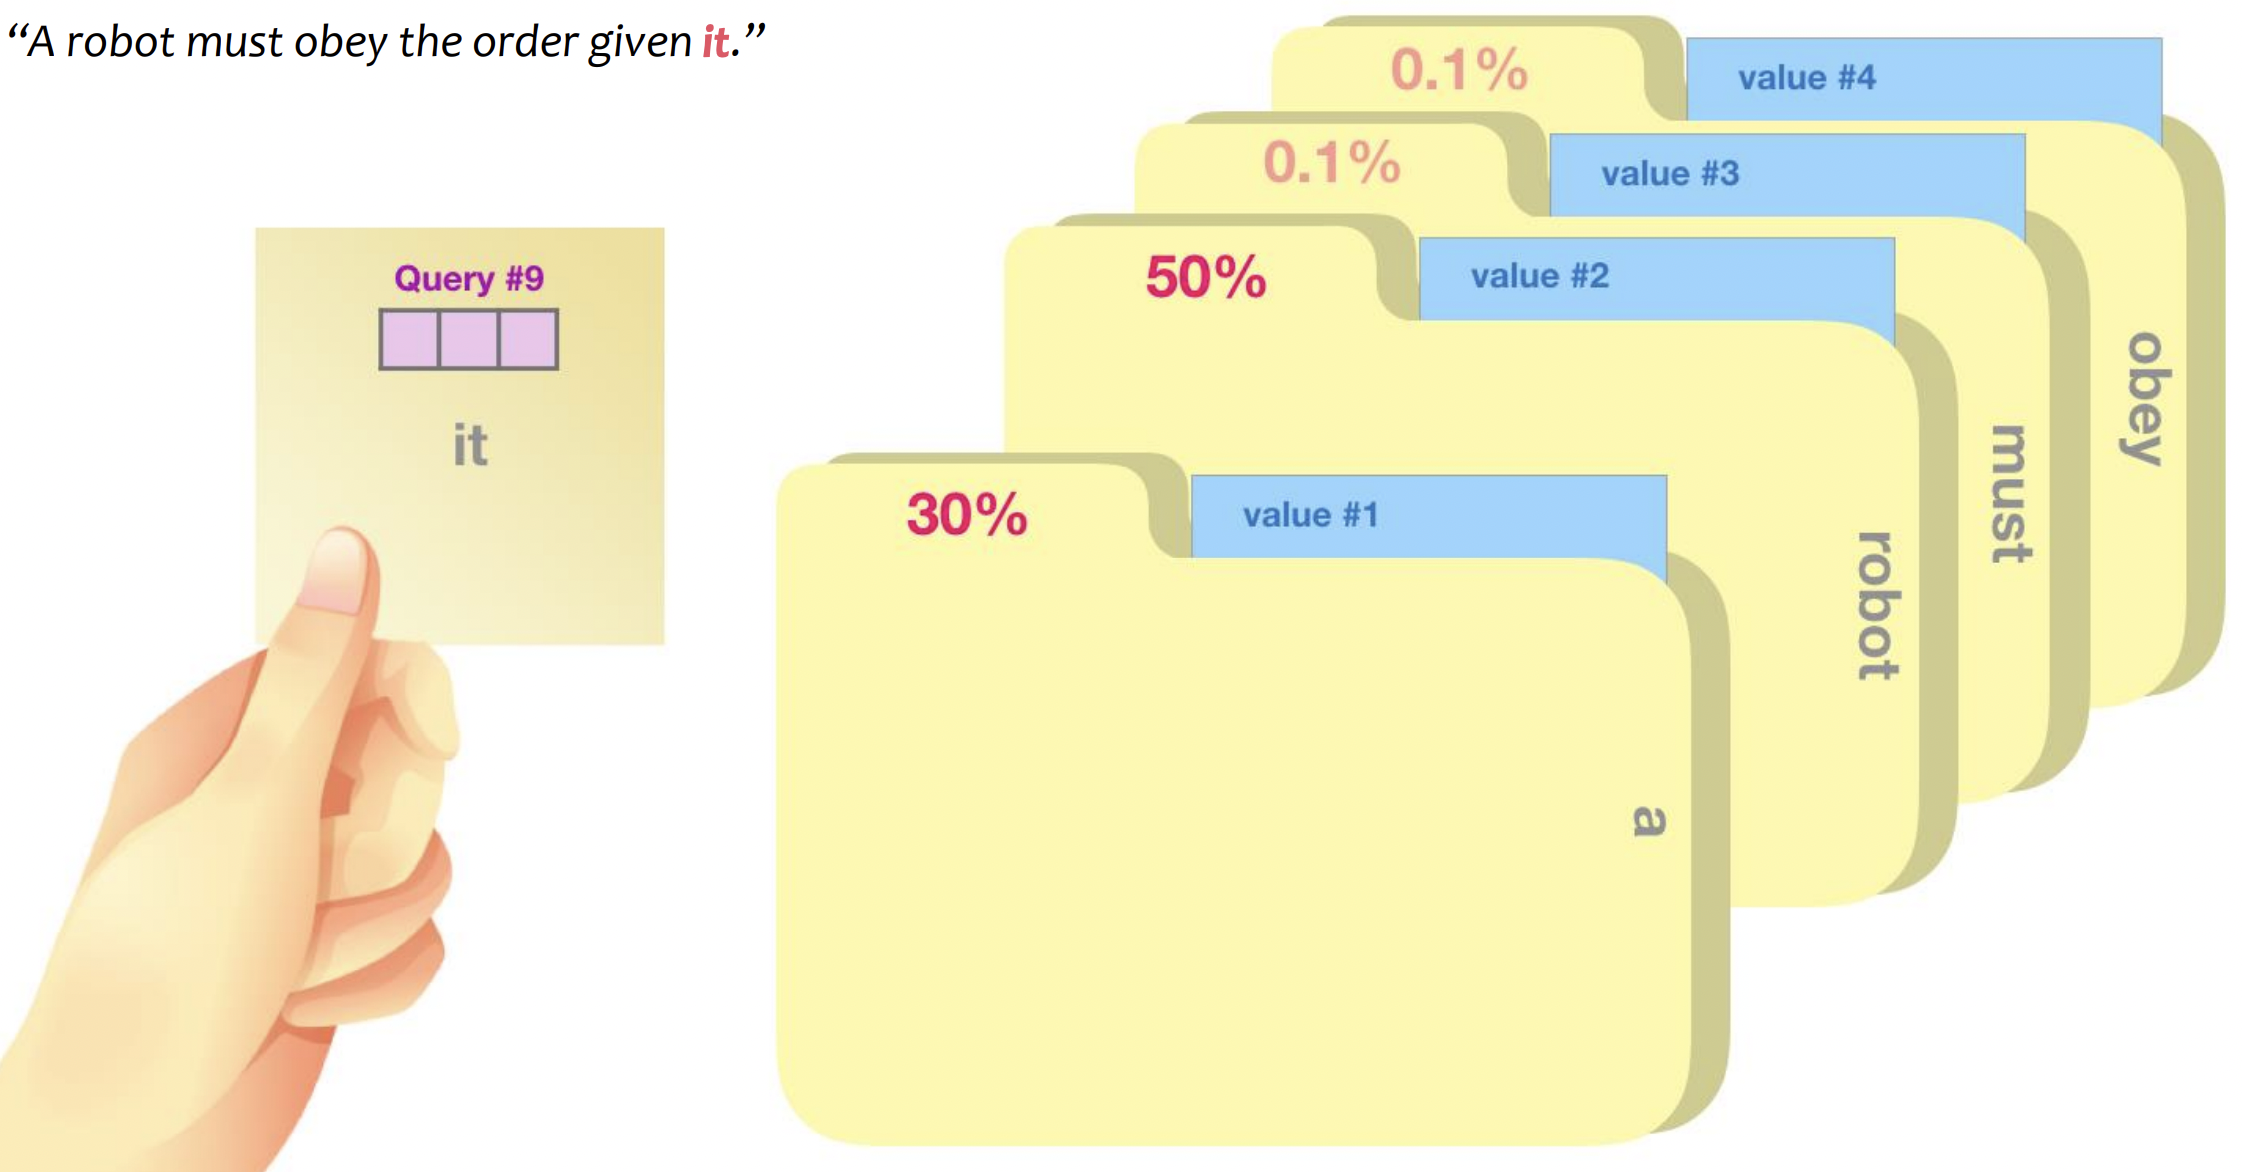 “A robot must obey the order given it.”
Query #9
it
0.1%
value #4
obey
0.1%
value #3
must
50%
value #2
robot
30%
value #1
a